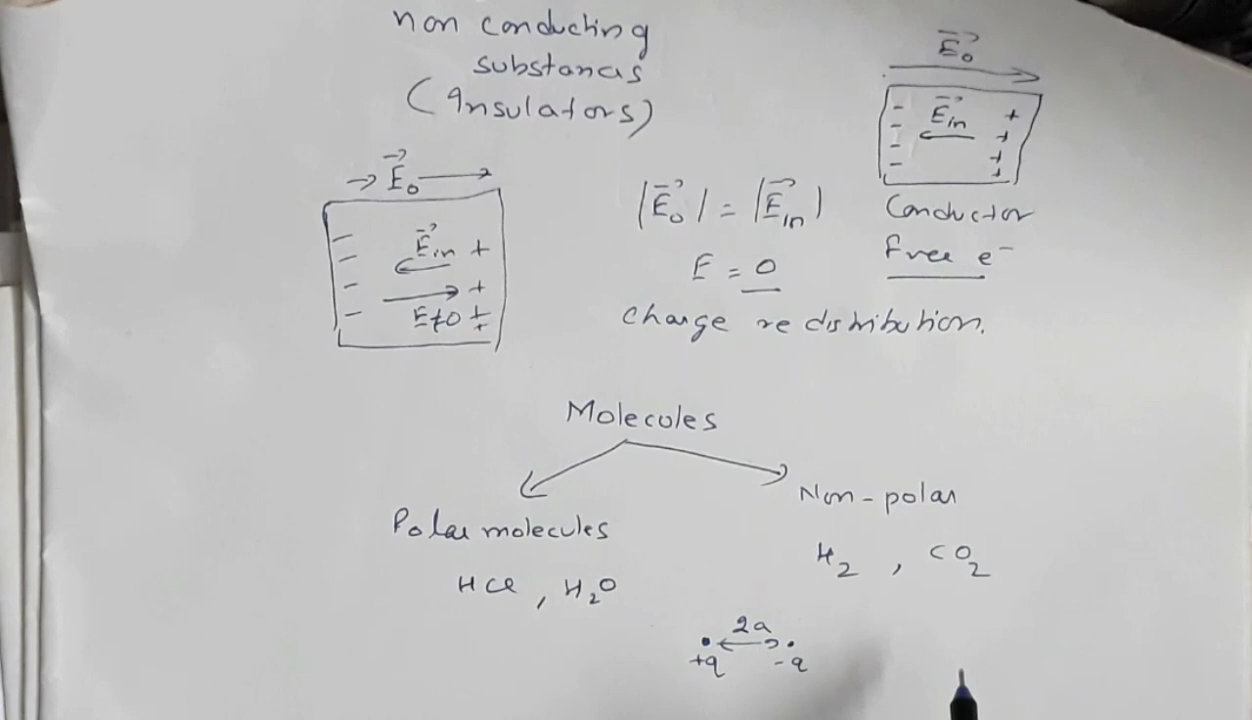 non conducting
substances
(Insulators)
E₀
- Ein +
-
- +
- E≠0 +
+
|E₀| = |Ein|
E = 0
charge redistribution.
E₀
- Ein +
- +
- +
- +
Conductor
free e⁻
Molecules
Polar molecules
HCl, H₂O
Non-polar
H₂, CO₂
2a
+q -q